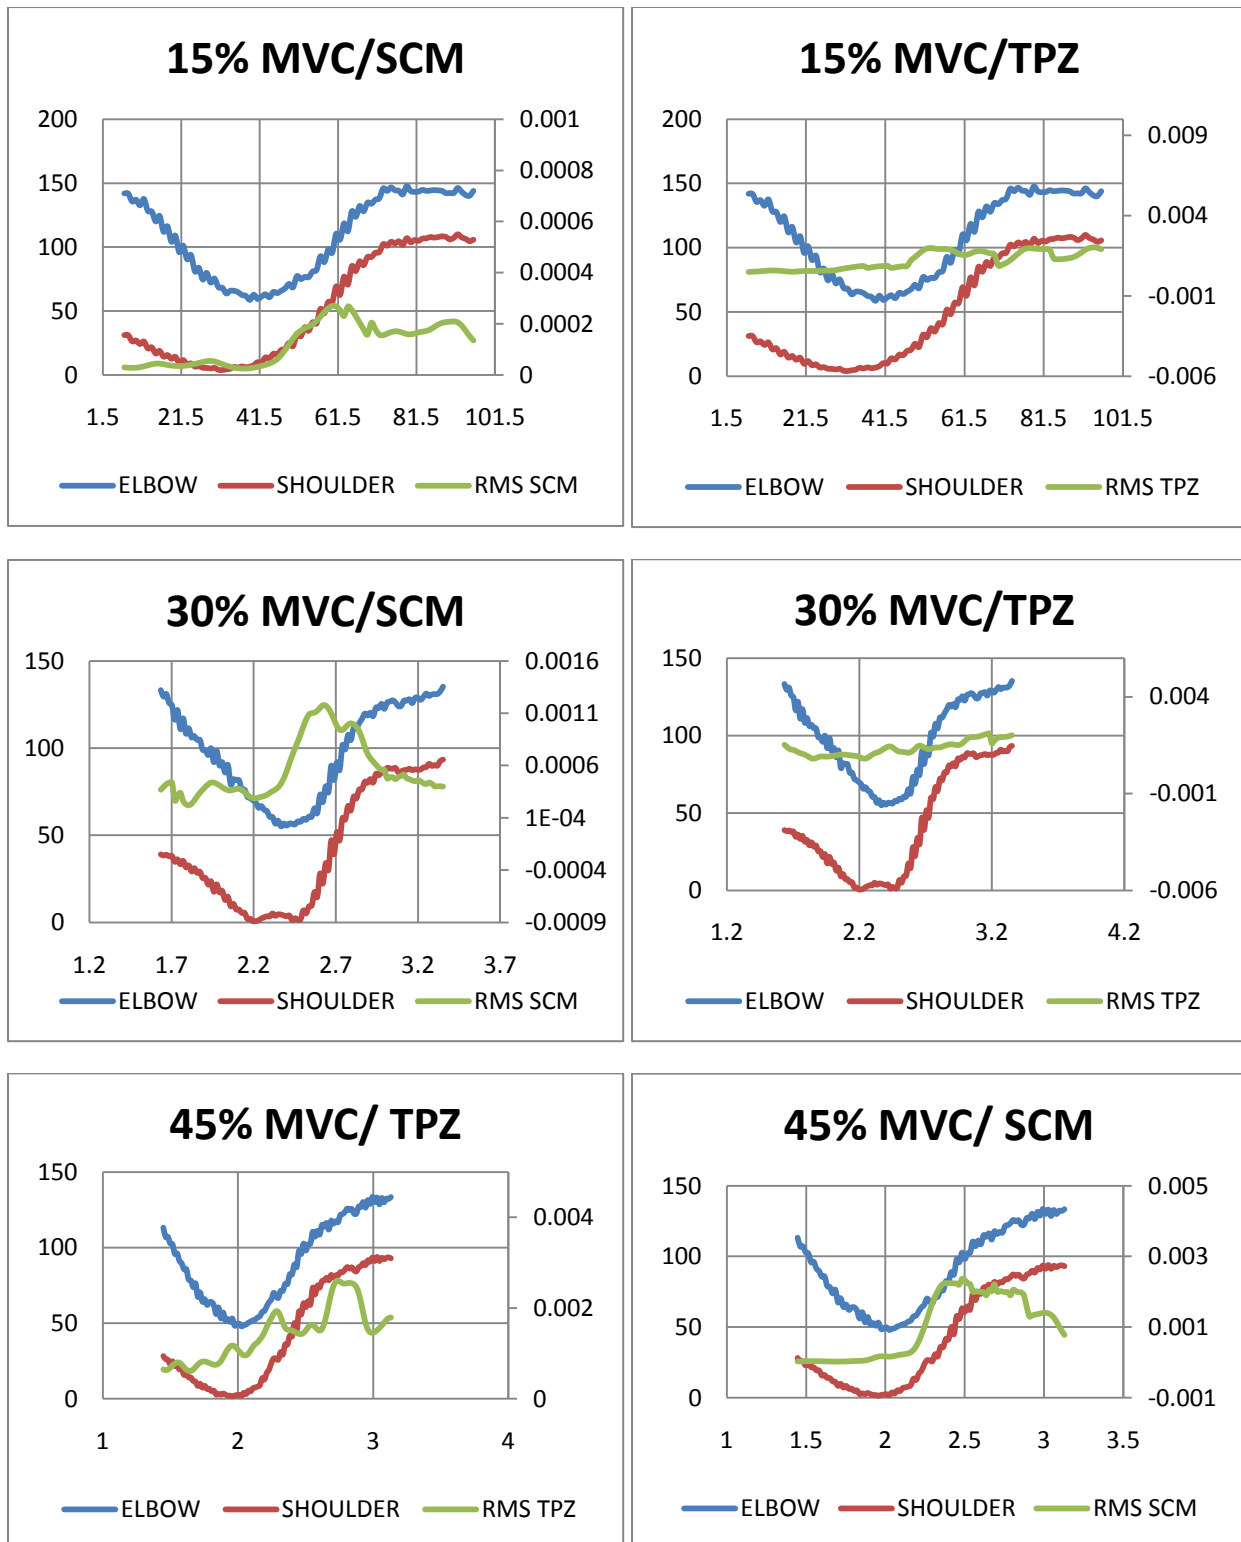 15% MVC/SCM
200
150
100
50
0
0.001
0.0008
0.0006
0.0004
0.0002
0
1.5 21.5 41.5 61.5 81.5 101.5
ELBOW SHOULDER RMS SCM
15% MVC/TPZ
200
150
100
50
0
0.009
0.004
-0.001
-0.006
1.5 21.5 41.5 61.5 81.5 101.5
ELBOW SHOULDER RMS TPZ
30% MVC/SCM
150
100
50
0
0.0016
0.0011
0.0006
1E-04
-0.0004
-0.0009
1.2 1.7 2.2 2.7 3.2 3.7
ELBOW SHOULDER RMS SCM
30% MVC/TPZ
150
100
50
0
0.004
-0.001
-0.006
1.2 2.2 3.2 4.2
ELBOW SHOULDER RMS TPZ
45% MVC/ TPZ
150
100
50
0
0.004
0.002
0
1 2 3 4
ELBOW SHOULDER RMS TPZ
45% MVC/ SCM
150
100
50
0
0.005
0.003
0.001
-0.001
1 1.5 2 2.5 3 3.5
ELBOW SHOULDER RMS SCM